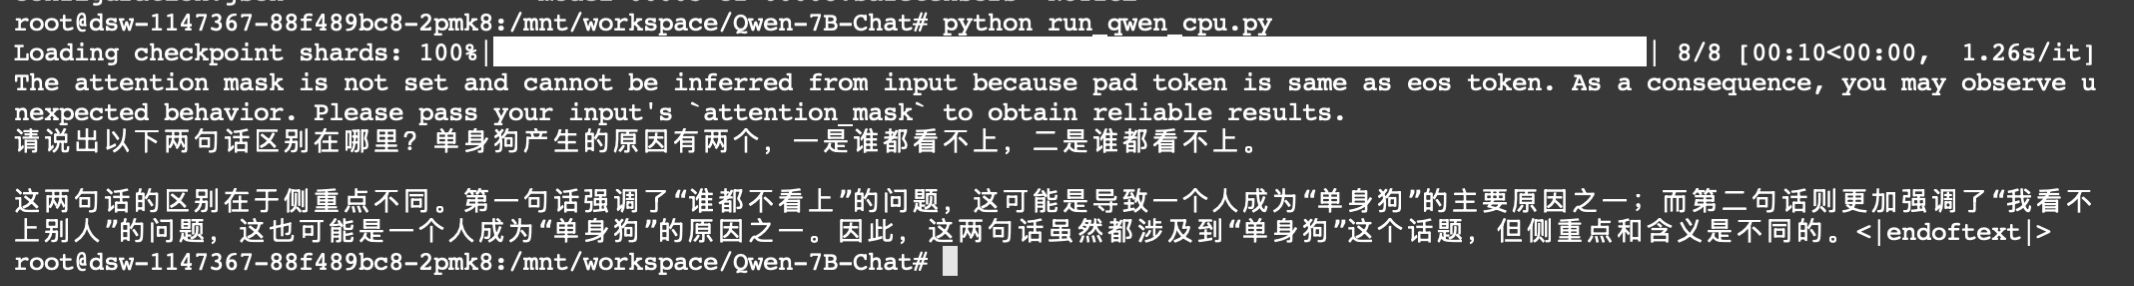 root@dsw-1147367-88f489bc8-2pmk8:/mnt/workspace/Qwen-7B-Chat# python run_qwen_cpu.py
Loading checkpoint shards: 100%|| 8/8 [00:10<00:00,  1.26s/it]
The attention mask is not set and cannot be inferred from input because pad token is same as eos token. As a consequence, you may observe u
nexpected behavior. Please pass your input's `attention_mask` to obtain reliable results.
请说出以下两句话区别在哪里？单身狗产生的原因有两个，一是谁都看不上，二是谁都看不上。
这两句话的区别在于侧重点不同。第一句话强调了“谁都不看上”的问题，这可能是导致一个人成为“单身狗”的主要原因之一；而第二句话则更加强调了“我看不
上别人”的问题，这也可能是一个人成为“单身狗”的原因之一。因此，这两句话虽然都涉及到“单身狗”这个话题，但侧重点和含义是不同的。<|endoftext|>
root@dsw-1147367-88f489bc8-2pmk8:/mnt/workspace/Qwen-7B-Chat#